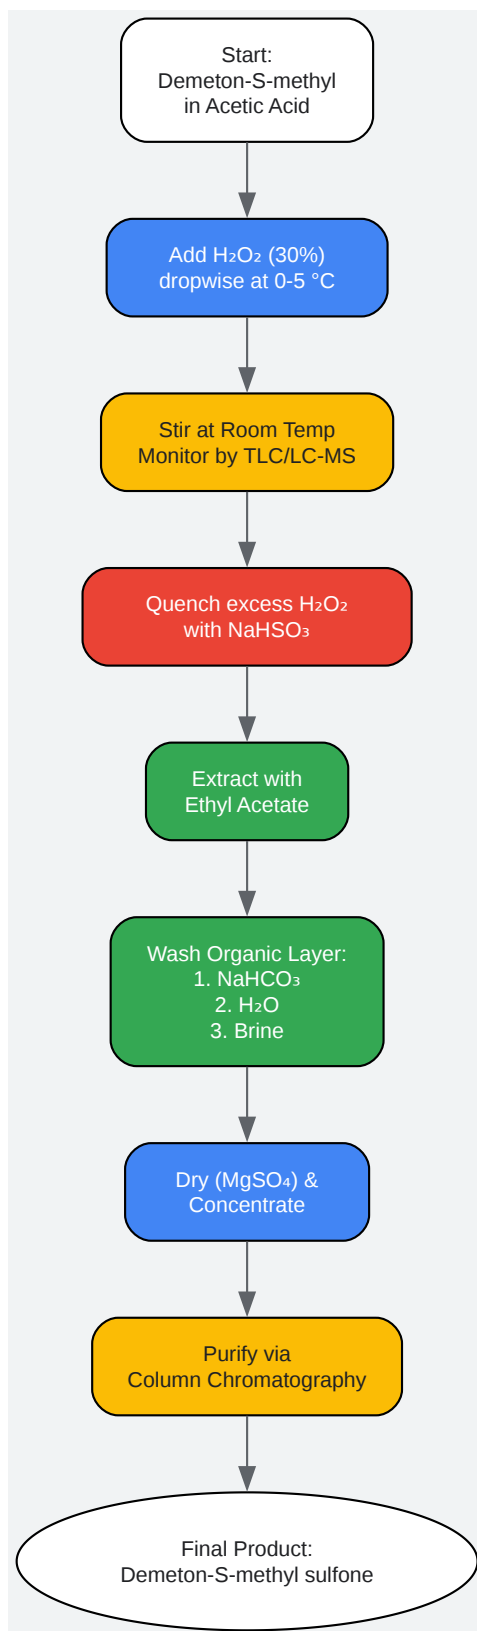 Start:
Demeton-S-methyl
in Acetic Acid
Add H₂O₂ (30%)
dropwise at 0-5 °C
Stir at Room Temp
Monitor by TLC/LC-MS
Quench excess H₂O₂
with NaHSO₃
Extract with
Ethyl Acetate
Wash Organic Layer:
1. NaHCO₃
2. H₂O
3. Brine
Dry (MgSO₄) &
Concentrate
Purify via
Column Chromatography
Final Product:
Demeton-S-methyl sulfone